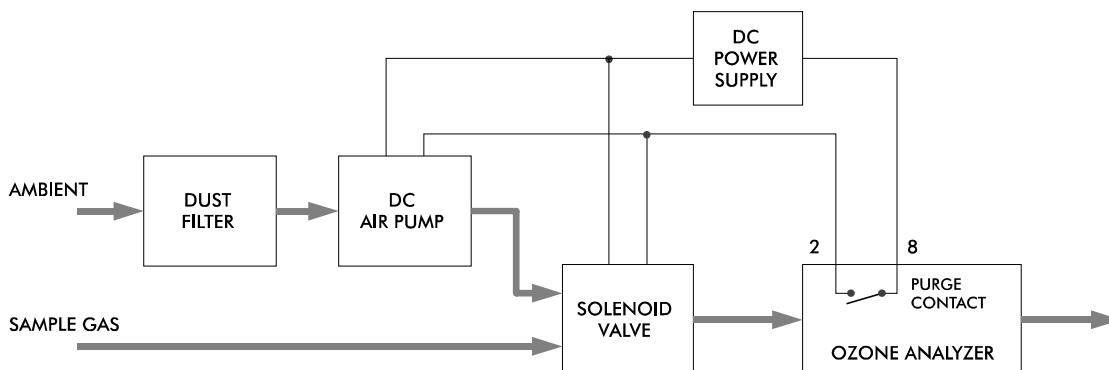 DC
POWER
SUPPLY
AMBIENT
DUST
FILTER
DC
AIR PUMP
2
8
PURGE
CONTACT
SAMPLE GAS
SOLENOID
VALVE
OZONE ANALYZER